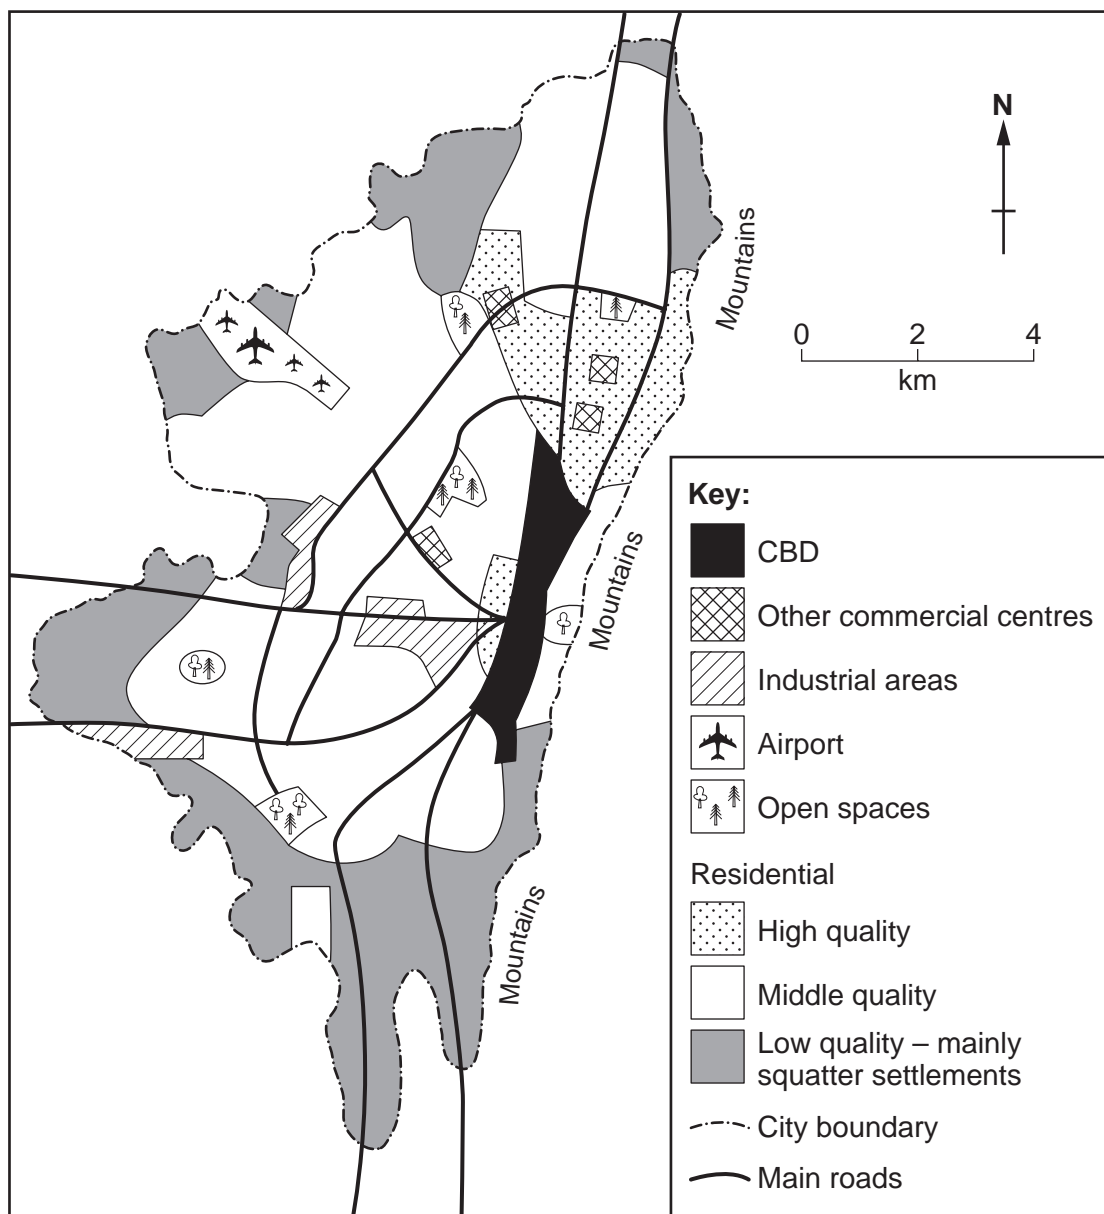 N
Mountains
0 2 4
km
Mountains
Mountains
Key:
CBD
Other commercial centres
Industrial areas
Airport
Open spaces
Residential
High quality
Middle quality
Low quality – mainly
squatter settlements
City boundary
Main roads